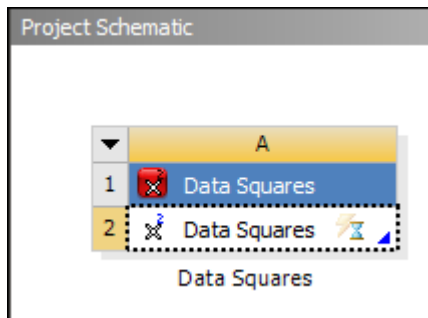 Project Schematic
A
1 Data Squares
2 Data Squares
Data Squares